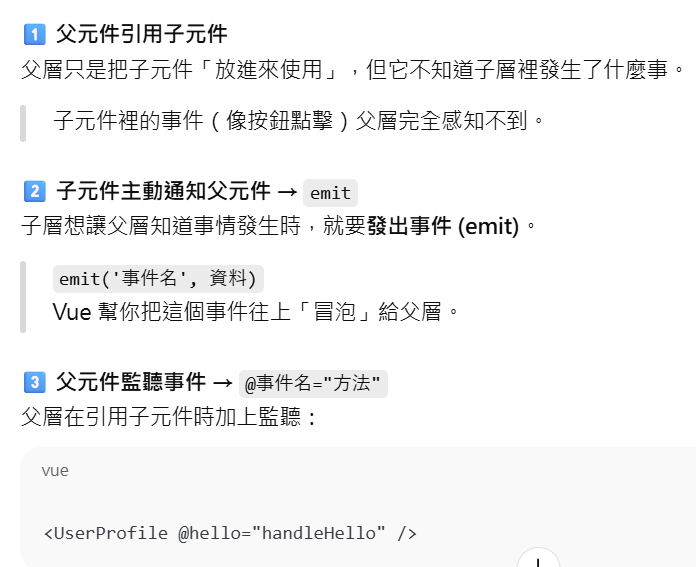 1 父元件引用子元件
父層只是把子元件「放進來使用」，但它不知道子層裡發生了什麼事。
子元件裡的事件（像按鈕點擊）父層完全感知不到。
2 子元件主動通知父元件 → emit
子層想讓父層知道事情發生時，就要發出事件 (emit)。
emit('事件名', 資料)
Vue 幫你把這個事件往上「冒泡」給父層。
3 父元件監聽事件 → @事件名="方法"
父層在引用子元件時加上監聽：
vue
<UserProfile @hello="handleHello" />